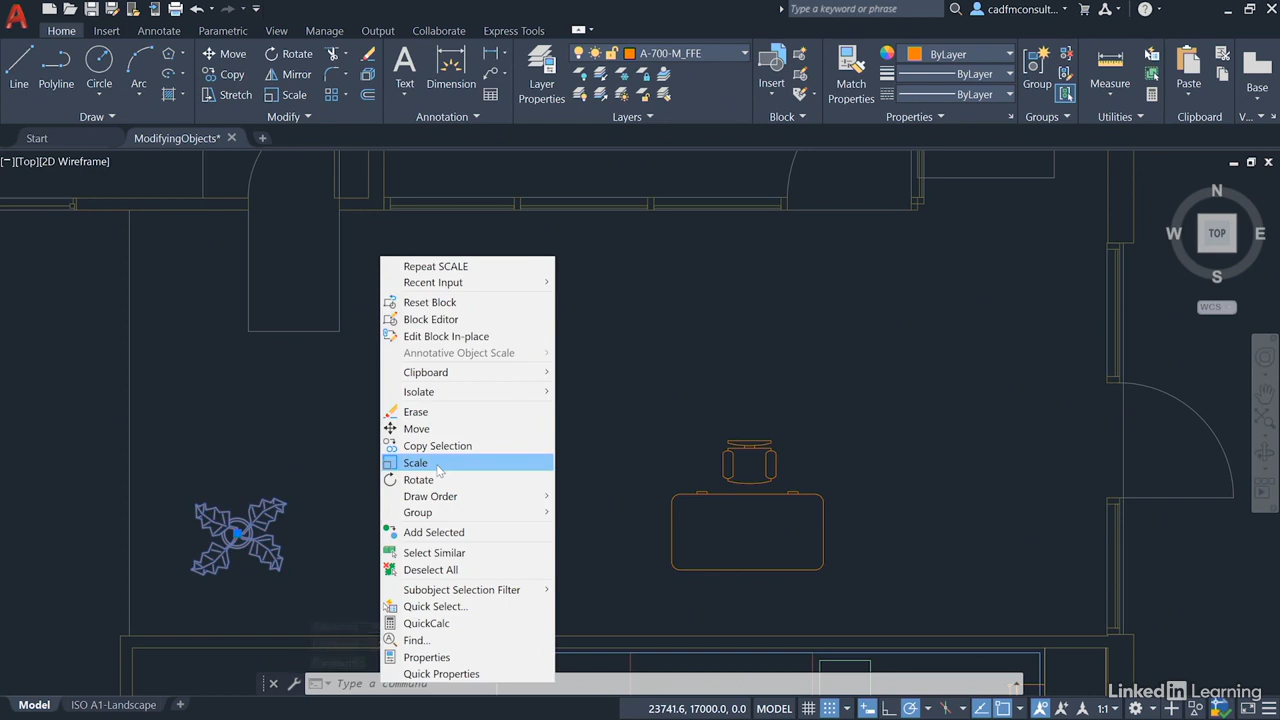 Type a keyword or phrase
cadfmconsult...
Home Insert Annotate Parametric View Manage Output Collaborate Express Tools
Line Polyline Circle Arc
Move Rotate
Copy Mirror
Stretch Scale
Text Dimension
Layer Properties
A-700-M_FFE
Insert
Match Properties
ByLayer
ByLayer
ByLayer
Group
Measure
Paste
Base
Draw Modify Annotation Layers Block Properties Groups Utilities Clipboard V...
Start ModifyingObjects*
[−][Top][2D Wireframe]
N
W TOP E
S
WCS
Repeat SCALE
Recent Input
Reset Block
Block Editor
Edit Block In-place
Annotative Object Scale
Clipboard
Isolate
Erase
Move
Copy Selection
Scale
Rotate
Draw Order
Group
Add Selected
Select Similar
Deselect All
Subobject Selection Filter
Quick Select...
QuickCalc
Find...
Properties
Quick Properties
Type a command
LinkedIn Learning
Model ISO A1-Landscape
23741.6, 17000.0, 0.0 MODEL 1:1